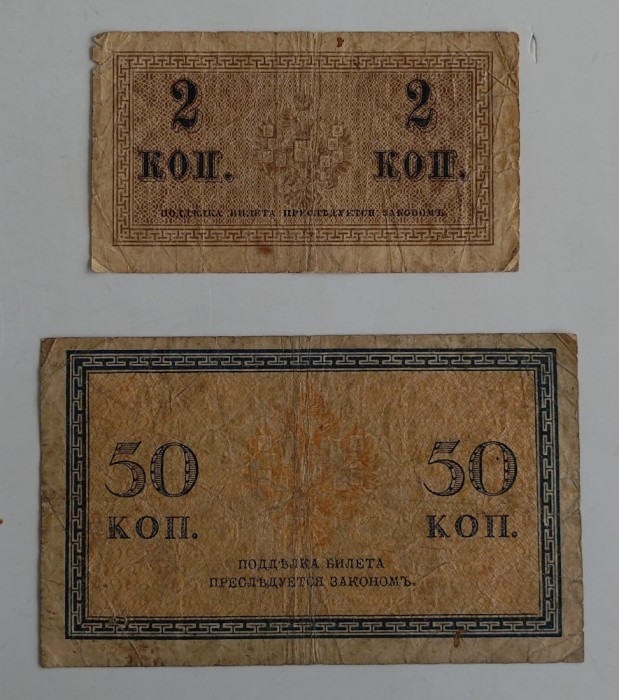 2 2
КОП. КОП.
ПОДДѢЛКА БИЛЕТА ПРЕСЛѢДУЕТСЯ ЗАКОНОМЪ.
50 50
КОП. КОП.
ПОДДѢЛКА БИЛЕТА
ПРЕСЛѢДУЕТСЯ ЗАКОНОМЪ.